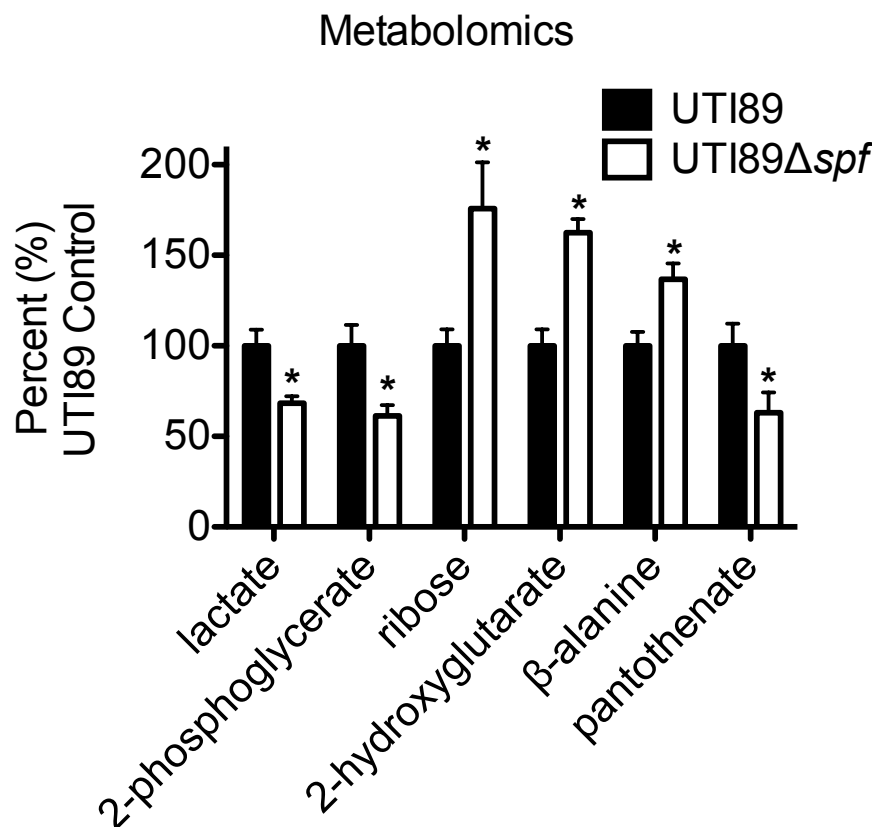 Metabolomics
UTI89
UTI89Δspf
Percent (%)
UTI89 Control
200
150
100
50
0
*
*
*
*
*
*
lactate
2-phosphoglycerate
ribose
2-hydroxyglutarate
β-alanine
pantothenate